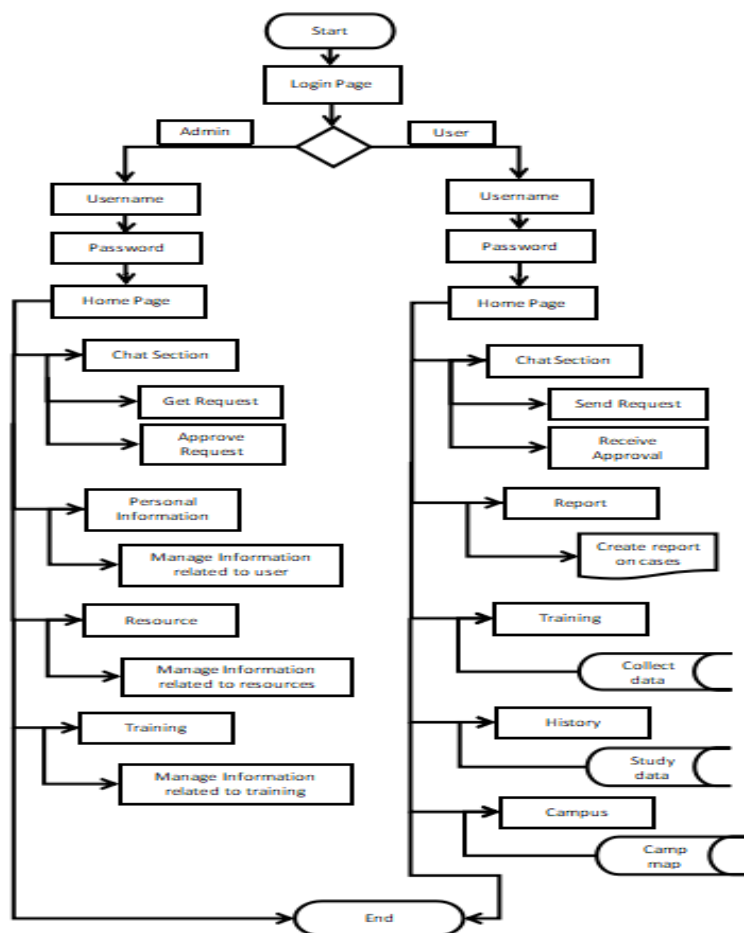 Start
Login Page
Admin
User
Username
Password
Home Page
Chat Section
Get Request
Approve
Request
Personal
Information
Manage Information
related to user
Resource
Manage Information
related to resources
Training
Manage Information
related to training
Username
Password
Home Page
Chat Section
Send Request
Receive
Approval
Report
Create report
on cases
Training
Collect
data
History
Study
data
Campus
Camp
map
End